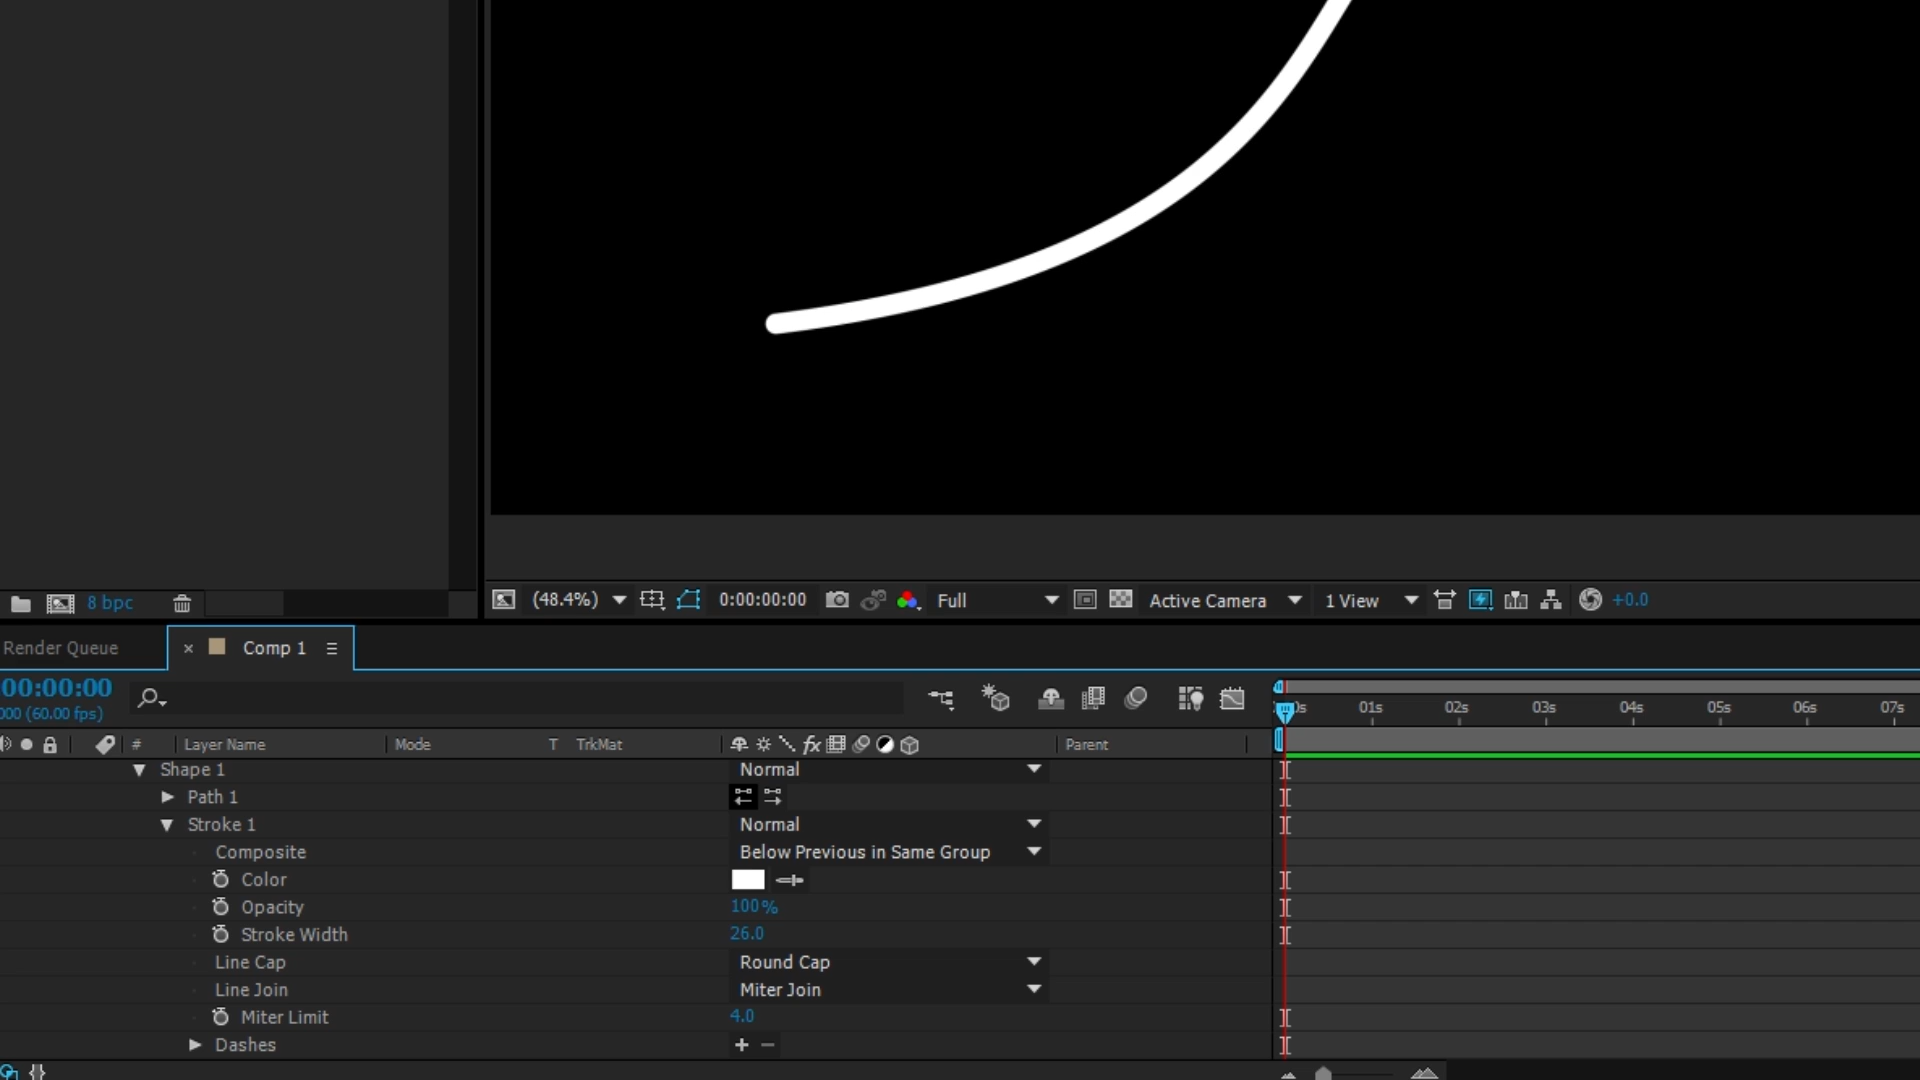 8 bpc
(48.4%) 0:00:00:00 Full Active Camera 1 View +0.0
Render Queue × Comp 1
00:00:00
000 (60.00 fps)
01s 02s 03s 04s 05s 06s 07s
# Layer Name Mode T TrkMat fx Parent
Shape 1 Normal
Path 1
Stroke 1 Normal
Composite Below Previous in Same Group
Color
Opacity 100%
Stroke Width 26.0
Line Cap Round Cap
Line Join Miter Join
Miter Limit 4.0
Dashes + −